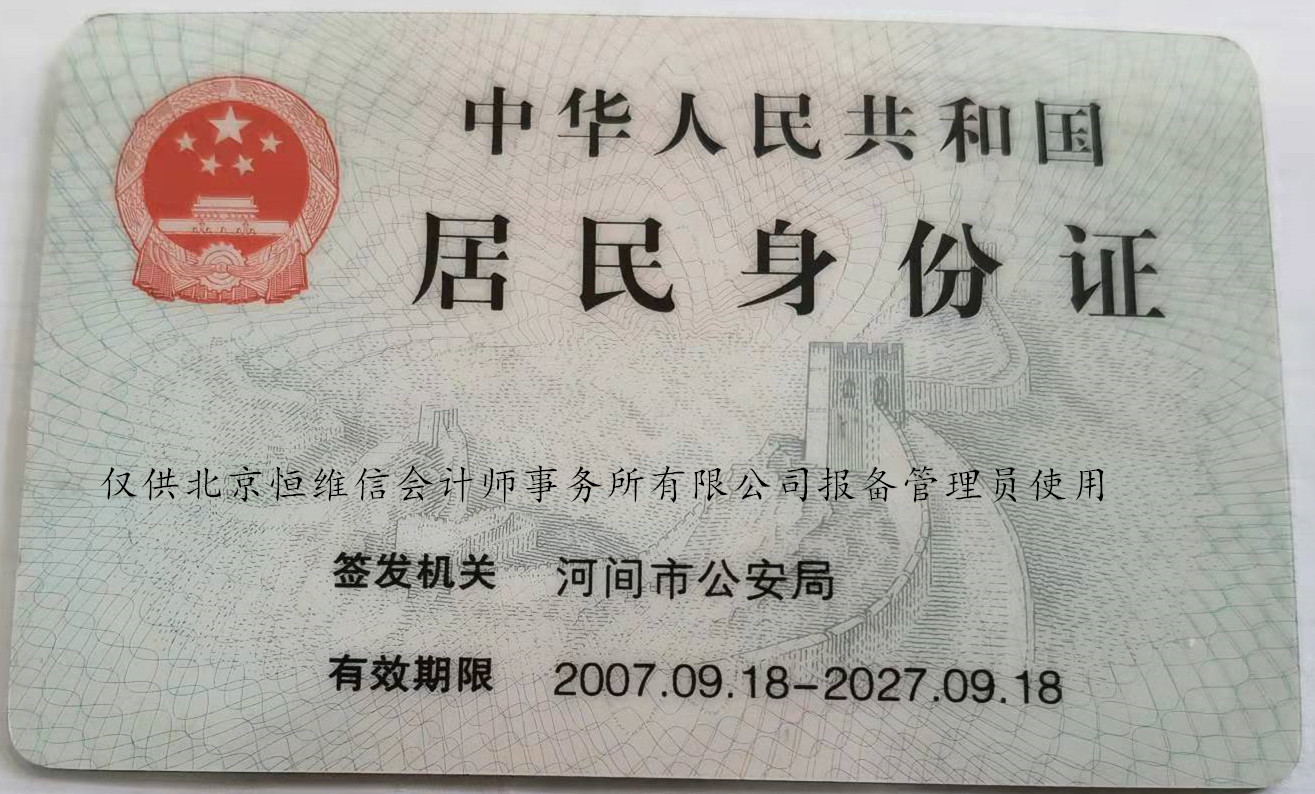 中华人民共和国
居民身份证
仅供北京恒维信会计师事务所有限公司报备管理员使用
签发机关 河间市公安局
有效期限 2007.09.18-2027.09.18